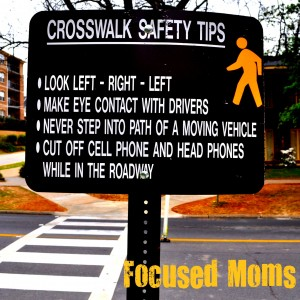 CROSSWALK SAFETY TIPS
• LOOK LEFT - RIGHT - LEFT
• MAKE EYE CONTACT WITH DRIVERS
• NEVER STEP INTO PATH OF A MOVING VEHICLE
• CUT OFF CELL PHONE AND HEAD PHONES
WHILE IN THE ROADWAY
Focused Moms